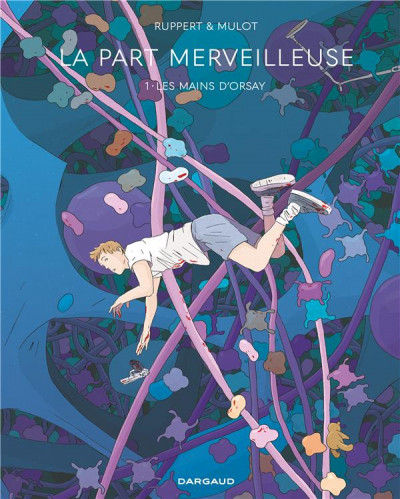 RUPPERT & MULOT
LA PART MERVEILLEUSE
1 · LES MAINS D'ORSAY
DARGAUD